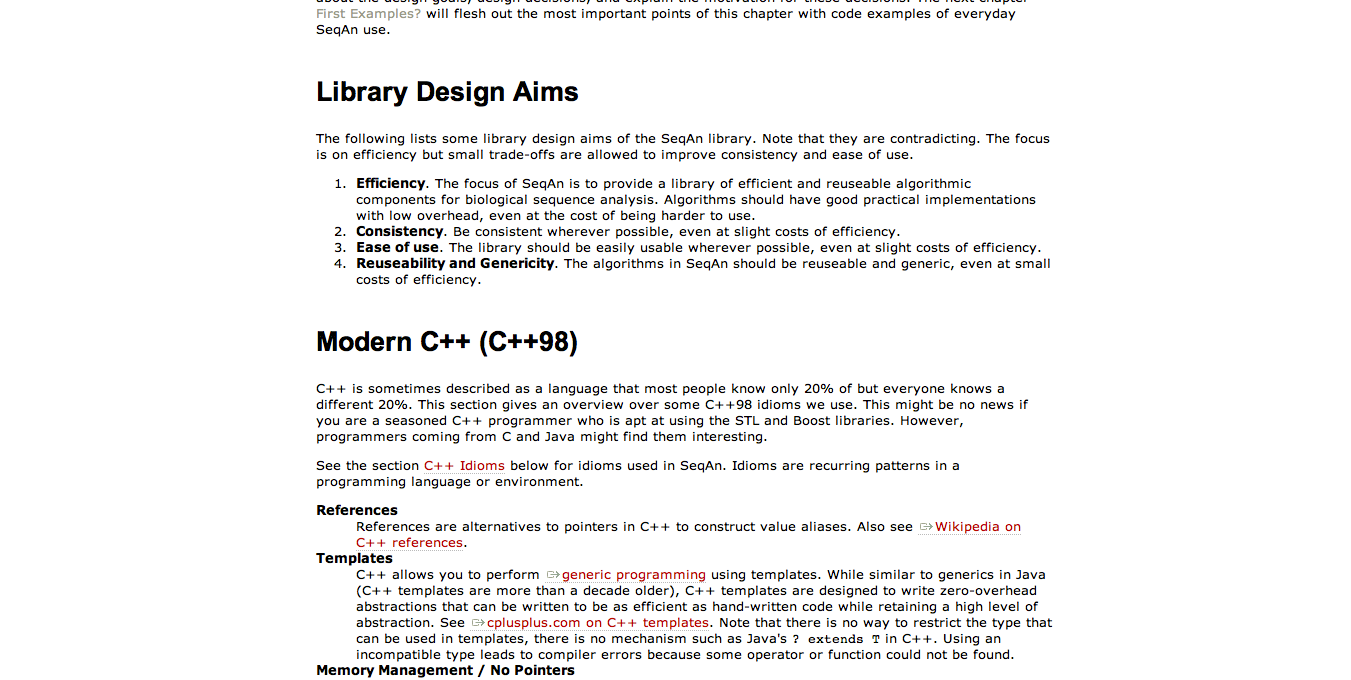 about the design goals, design decisions, and explain the motivation for these decisions. The next chapter
First Examples? will flesh out the most important points of this chapter with code examples of everyday
SeqAn use.
Library Design Aims
The following lists some library design aims of the SeqAn library. Note that they are contradicting. The focus
is on efficiency but small trade-offs are allowed to improve consistency and ease of use.
1. Efficiency. The focus of SeqAn is to provide a library of efficient and reuseable algorithmic
components for biological sequence analysis. Algorithms should have good practical implementations
with low overhead, even at the cost of being harder to use.
2. Consistency. Be consistent wherever possible, even at slight costs of efficiency.
3. Ease of use. The library should be easily usable wherever possible, even at slight costs of efficiency.
4. Reuseability and Genericity. The algorithms in SeqAn should be reuseable and generic, even at small
costs of efficiency.
Modern C++ (C++98)
C++ is sometimes described as a language that most people know only 20% of but everyone knows a
different 20%. This section gives an overview over some C++98 idioms we use. This might be no news if
you are a seasoned C++ programmer who is apt at using the STL and Boost libraries. However,
programmers coming from C and Java might find them interesting.
See the section C++ Idioms below for idioms used in SeqAn. Idioms are recurring patterns in a
programming language or environment.
References
References are alternatives to pointers in C++ to construct value aliases. Also see Wikipedia on
C++ references.
Templates
C++ allows you to perform generic programming using templates. While similar to generics in Java
(C++ templates are more than a decade older), C++ templates are designed to write zero-overhead
abstractions that can be written to be as efficient as hand-written code while retaining a high level of
abstraction. See cplusplus.com on C++ templates. Note that there is no way to restrict the type that
can be used in templates, there is no mechanism such as Java's ? extends T in C++. Using an
incompatible type leads to compiler errors because some operator or function could not be found.
Memory Management / No Pointers